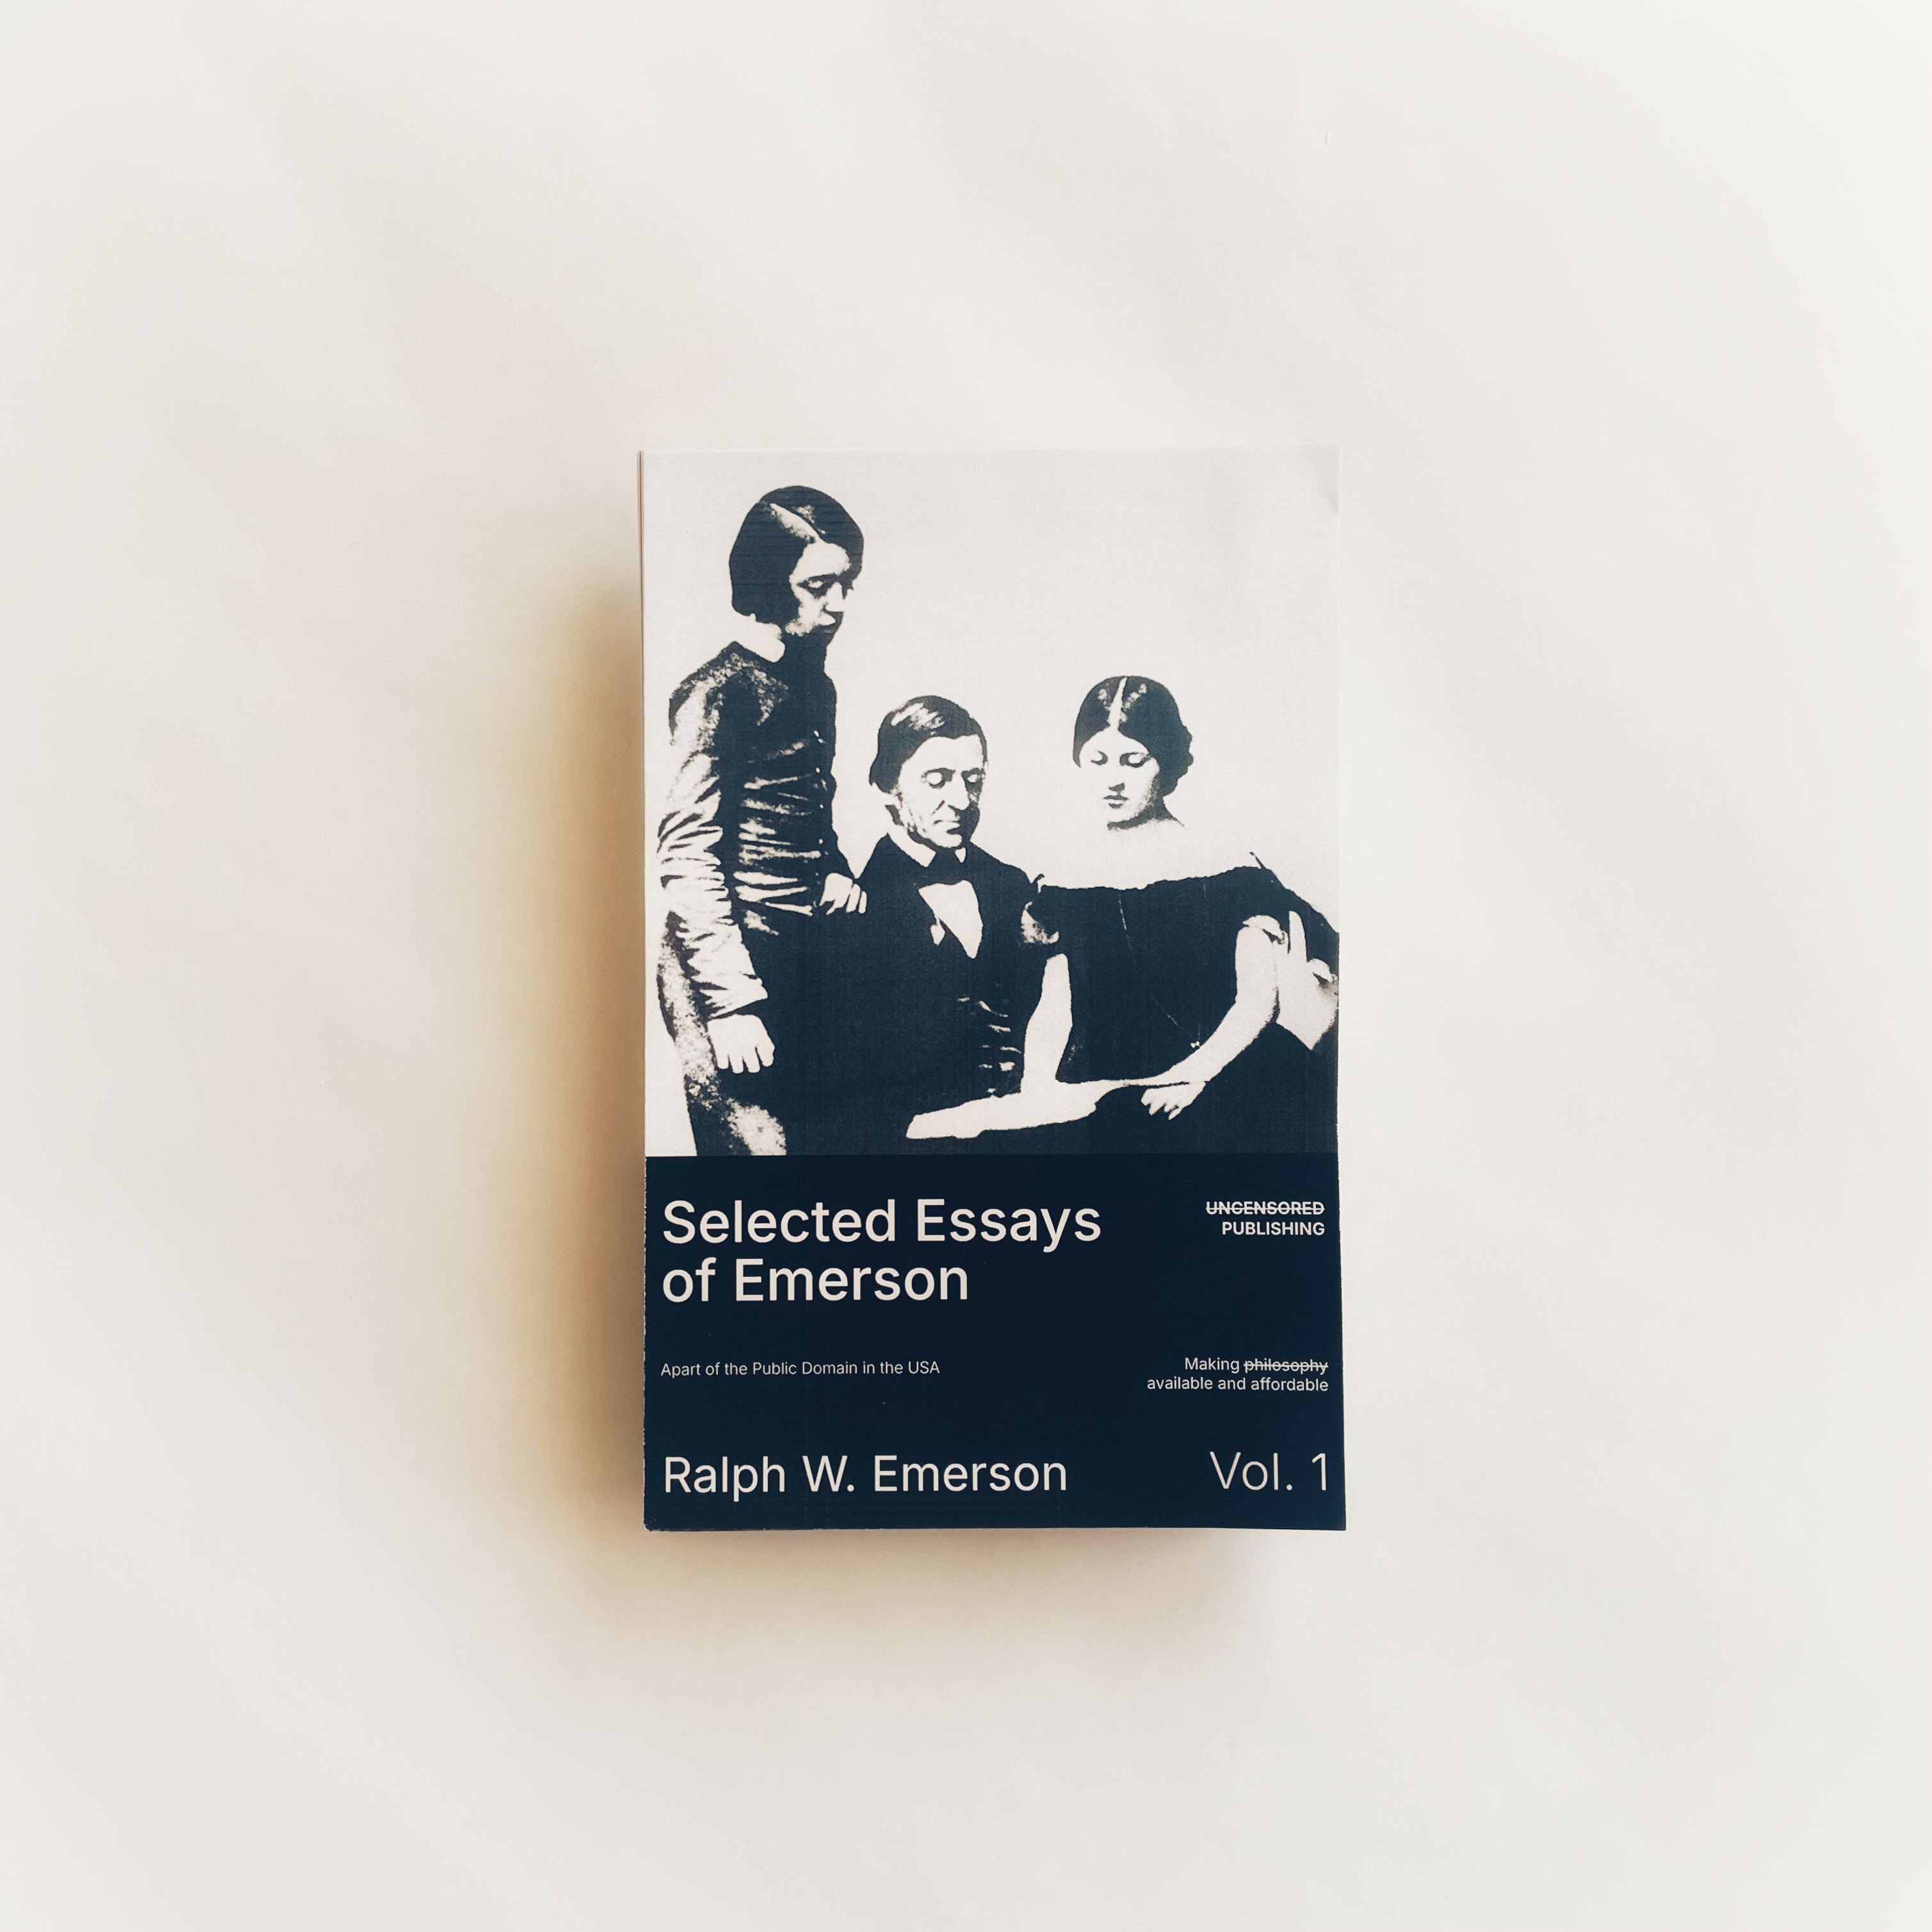 Selected Essays
of Emerson
UNCENSORED
PUBLISHING
Apart of the Public Domain in the USA
Making philosophy
available and affordable
Ralph W. Emerson
Vol. 1